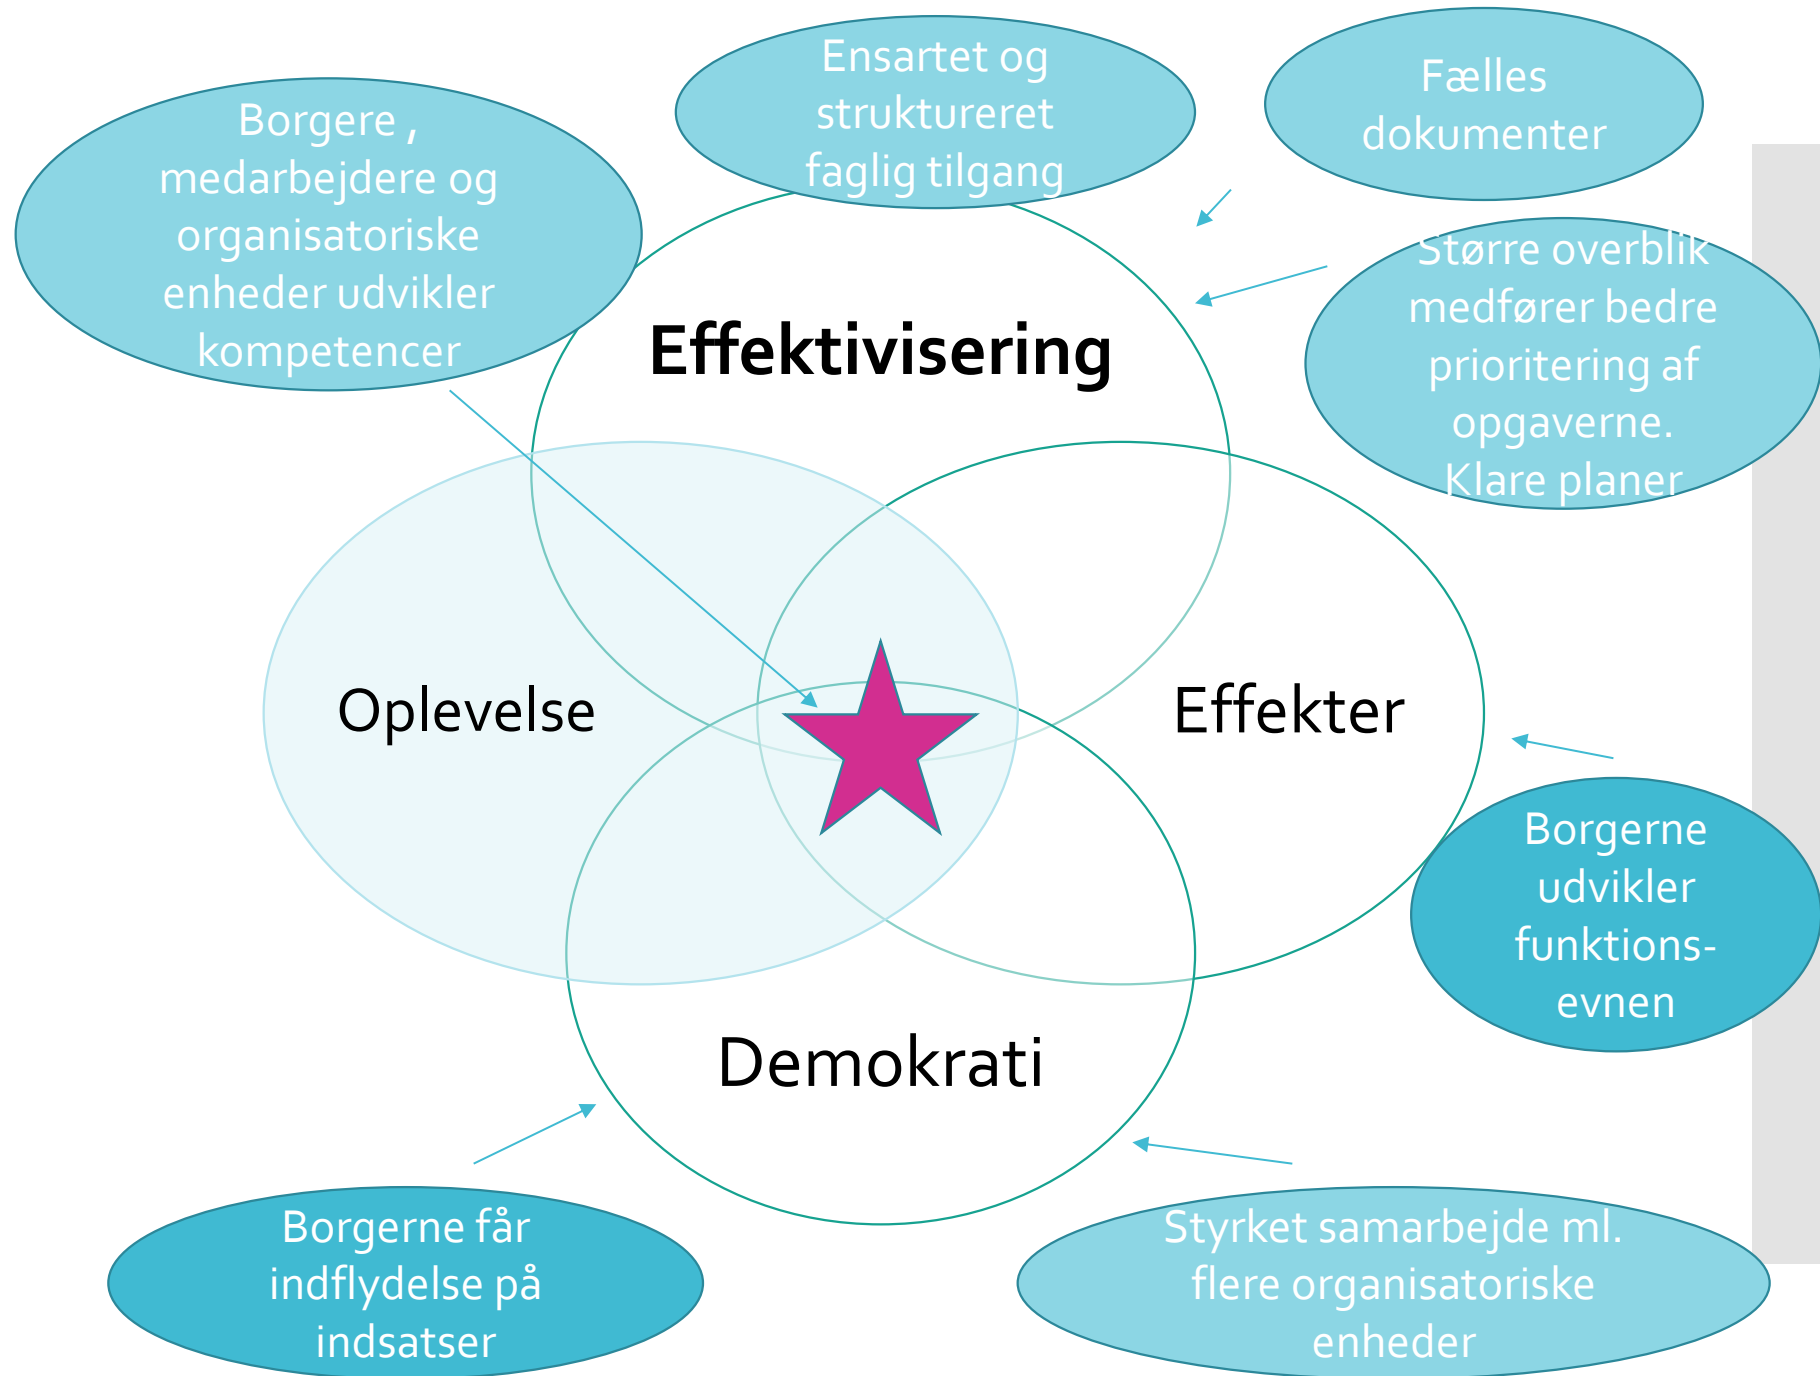 Ensartet og
struktureret
faglig tilgang
Fælles
dokumenter
Borgere ,
medarbejdere og
organisatoriske
enheder udvikler
kompetencer
Større overblik
medfører bedre
prioritering af
opgaverne.
Klare planer
Effektivisering
Oplevelse
Effekter
Borgerne
udvikler
funktions-
evnen
Demokrati
Borgerne får
indflydelse på
indsatser
Styrket samarbejde ml.
flere organisatoriske
enheder